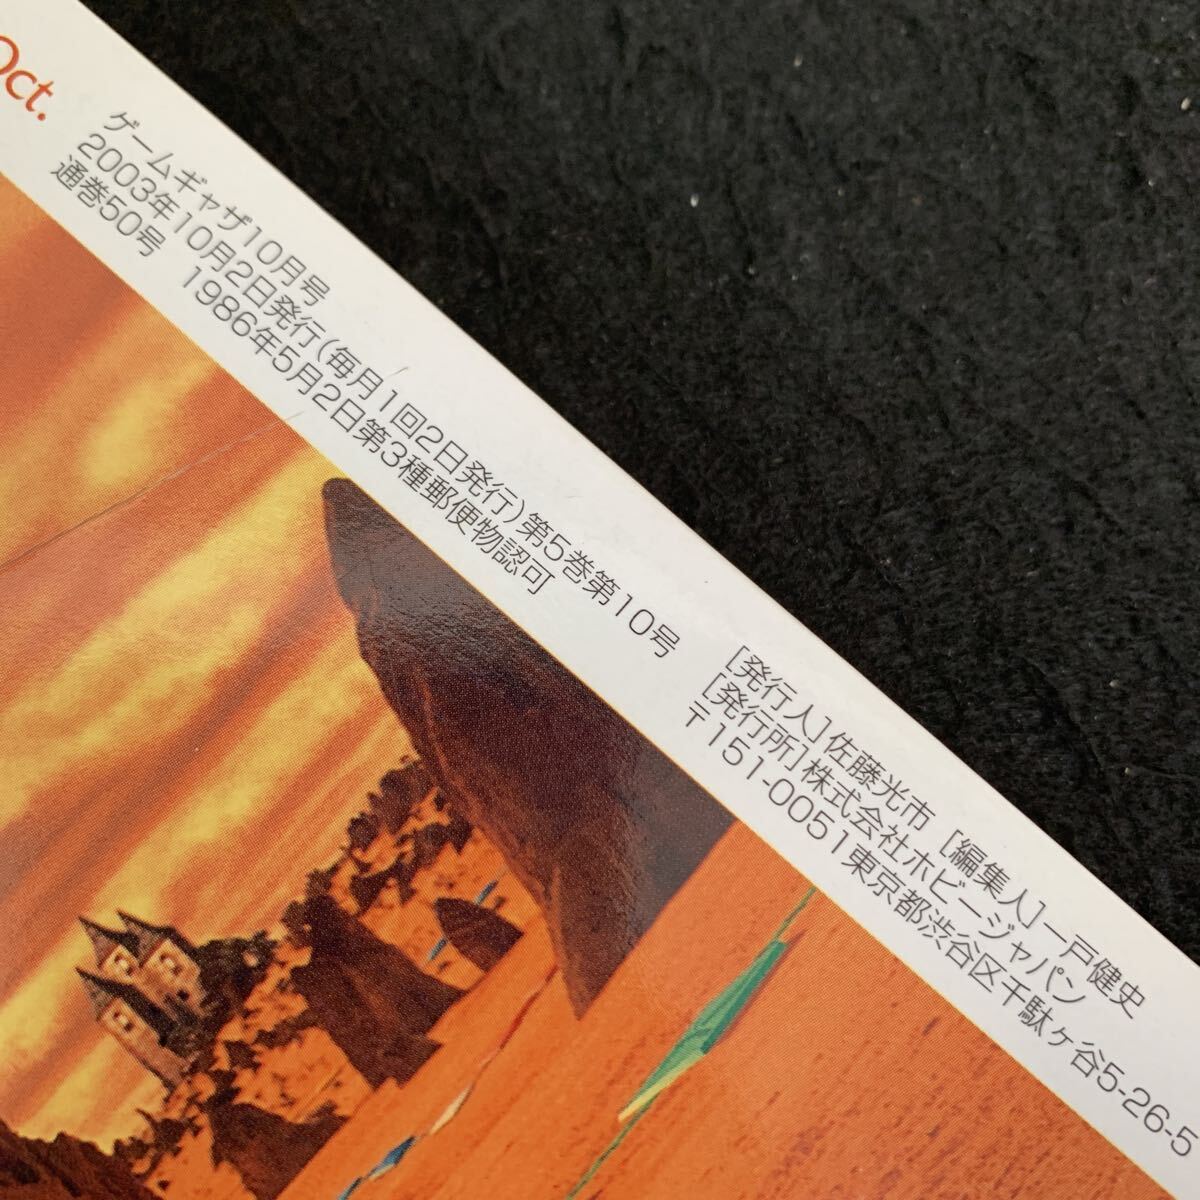 Oct.
ゲームギャザ10月号
2003年10月2日発行(毎月1回2日発行)第5巻第10号
通巻50号 1986年5月2日第3種郵便物認可
[発行人]佐藤光市 [編集人]一戸健史
[発行所]株式会社ホビージャパン
〒151-0051東京都渋谷区千駄ヶ谷5-26-5